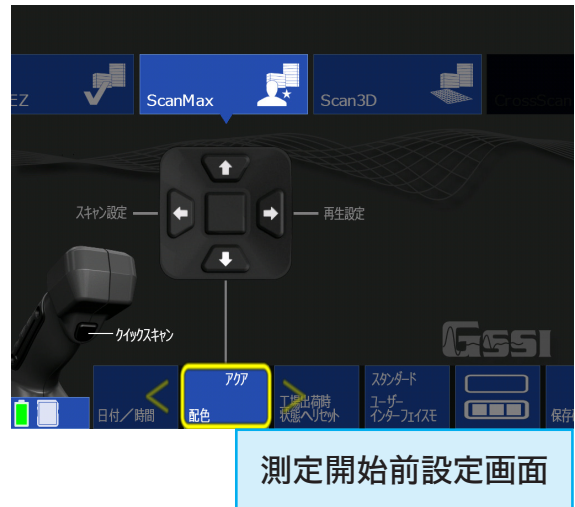 EZ
ScanMax
Scan3D
CrossScan
スキャン設定
再生設定
クイックスキャン
GSSI
日付／時間
アクア
配色
工場出荷時
状態へリセット
スタンダード
ユーザー
インターフェイスモ
保存
測定開始前設定画面